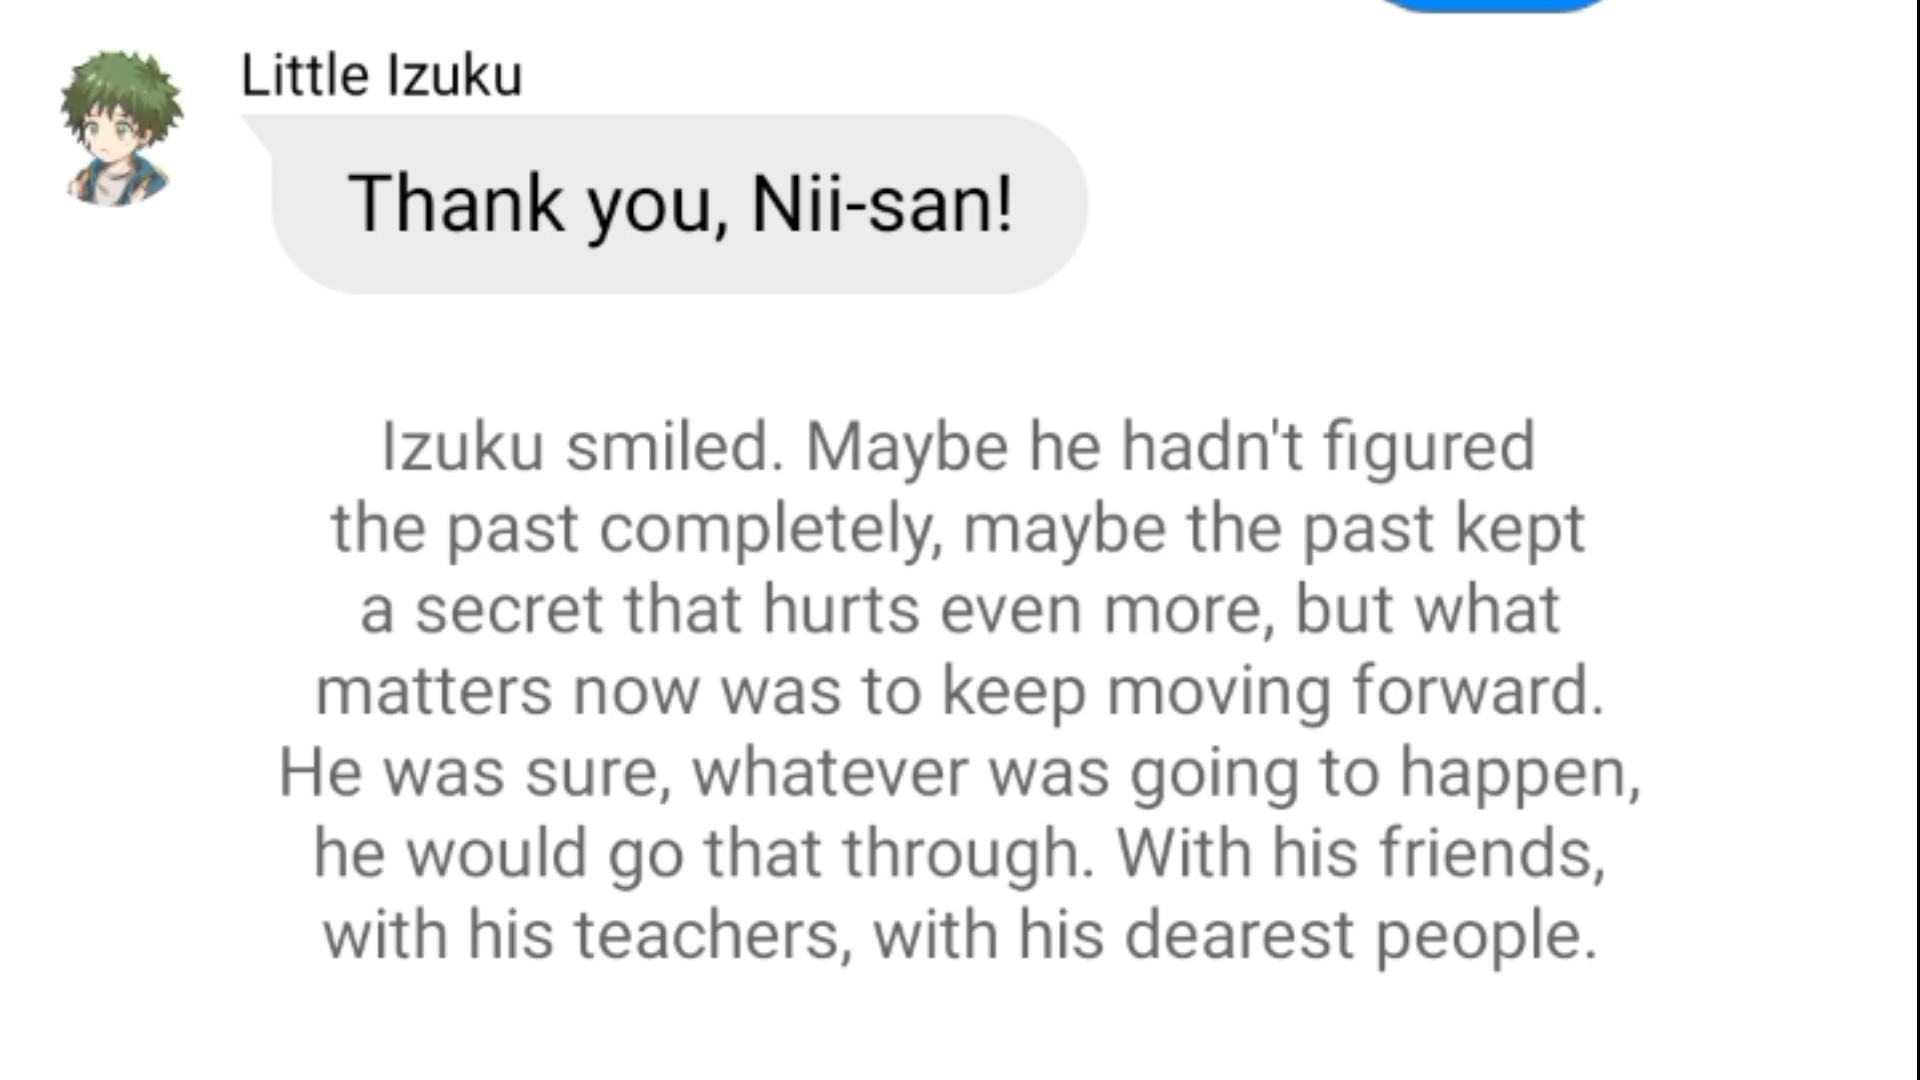 Little Izuku
Thank you, Nii-san!
Izuku smiled. Maybe he hadn't figured
the past completely, maybe the past kept
a secret that hurts even more, but what
matters now was to keep moving forward.
He was sure, whatever was going to happen,
he would go that through. With his friends,
with his teachers, with his dearest people.